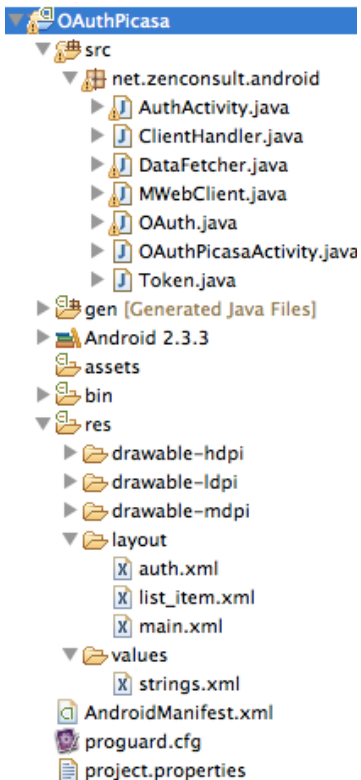 OAuthPicasa
src
net.zenconsult.android
AuthActivity.java
ClientHandler.java
DataFetcher.java
MWebClient.java
OAuth.java
OAuthPicasaActivity.java
Token.java
gen [Generated Java Files]
Android 2.3.3
assets
bin
res
drawable-hdpi
drawable-ldpi
drawable-mdpi
layout
auth.xml
list_item.xml
main.xml
values
strings.xml
AndroidManifest.xml
proguard.cfg
project.properties